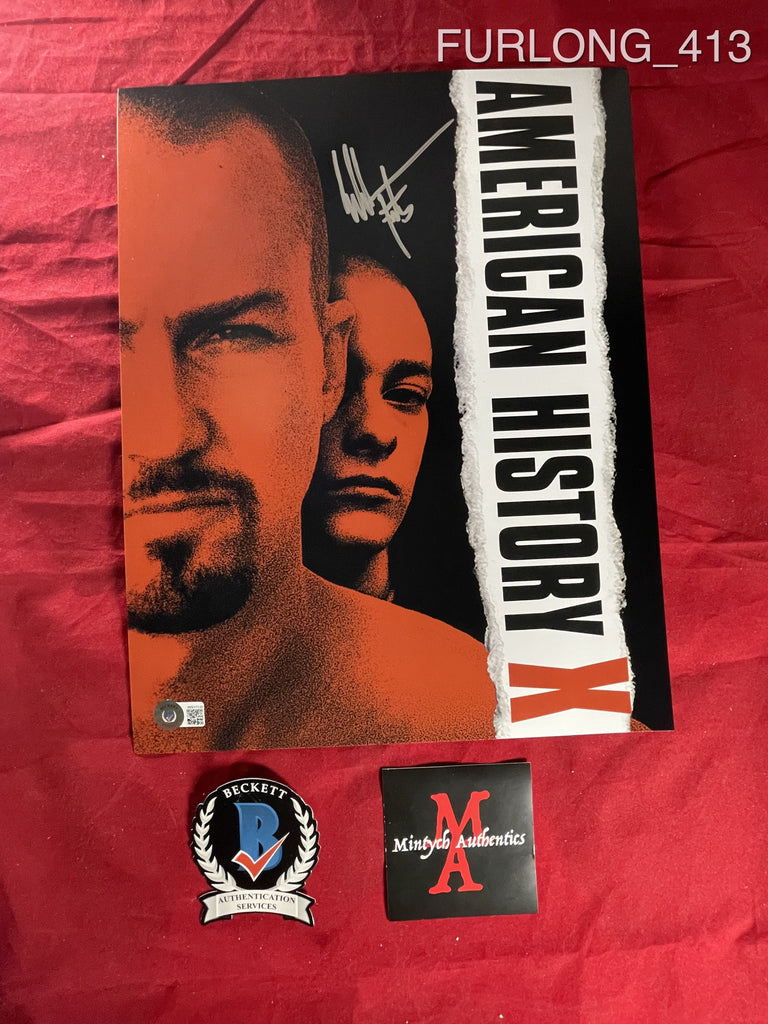 FURLONG_413
AMERICAN HISTORY X
BECKETT
B
AUTHENTICATION
SERVICES
MA
Mintych Authentics